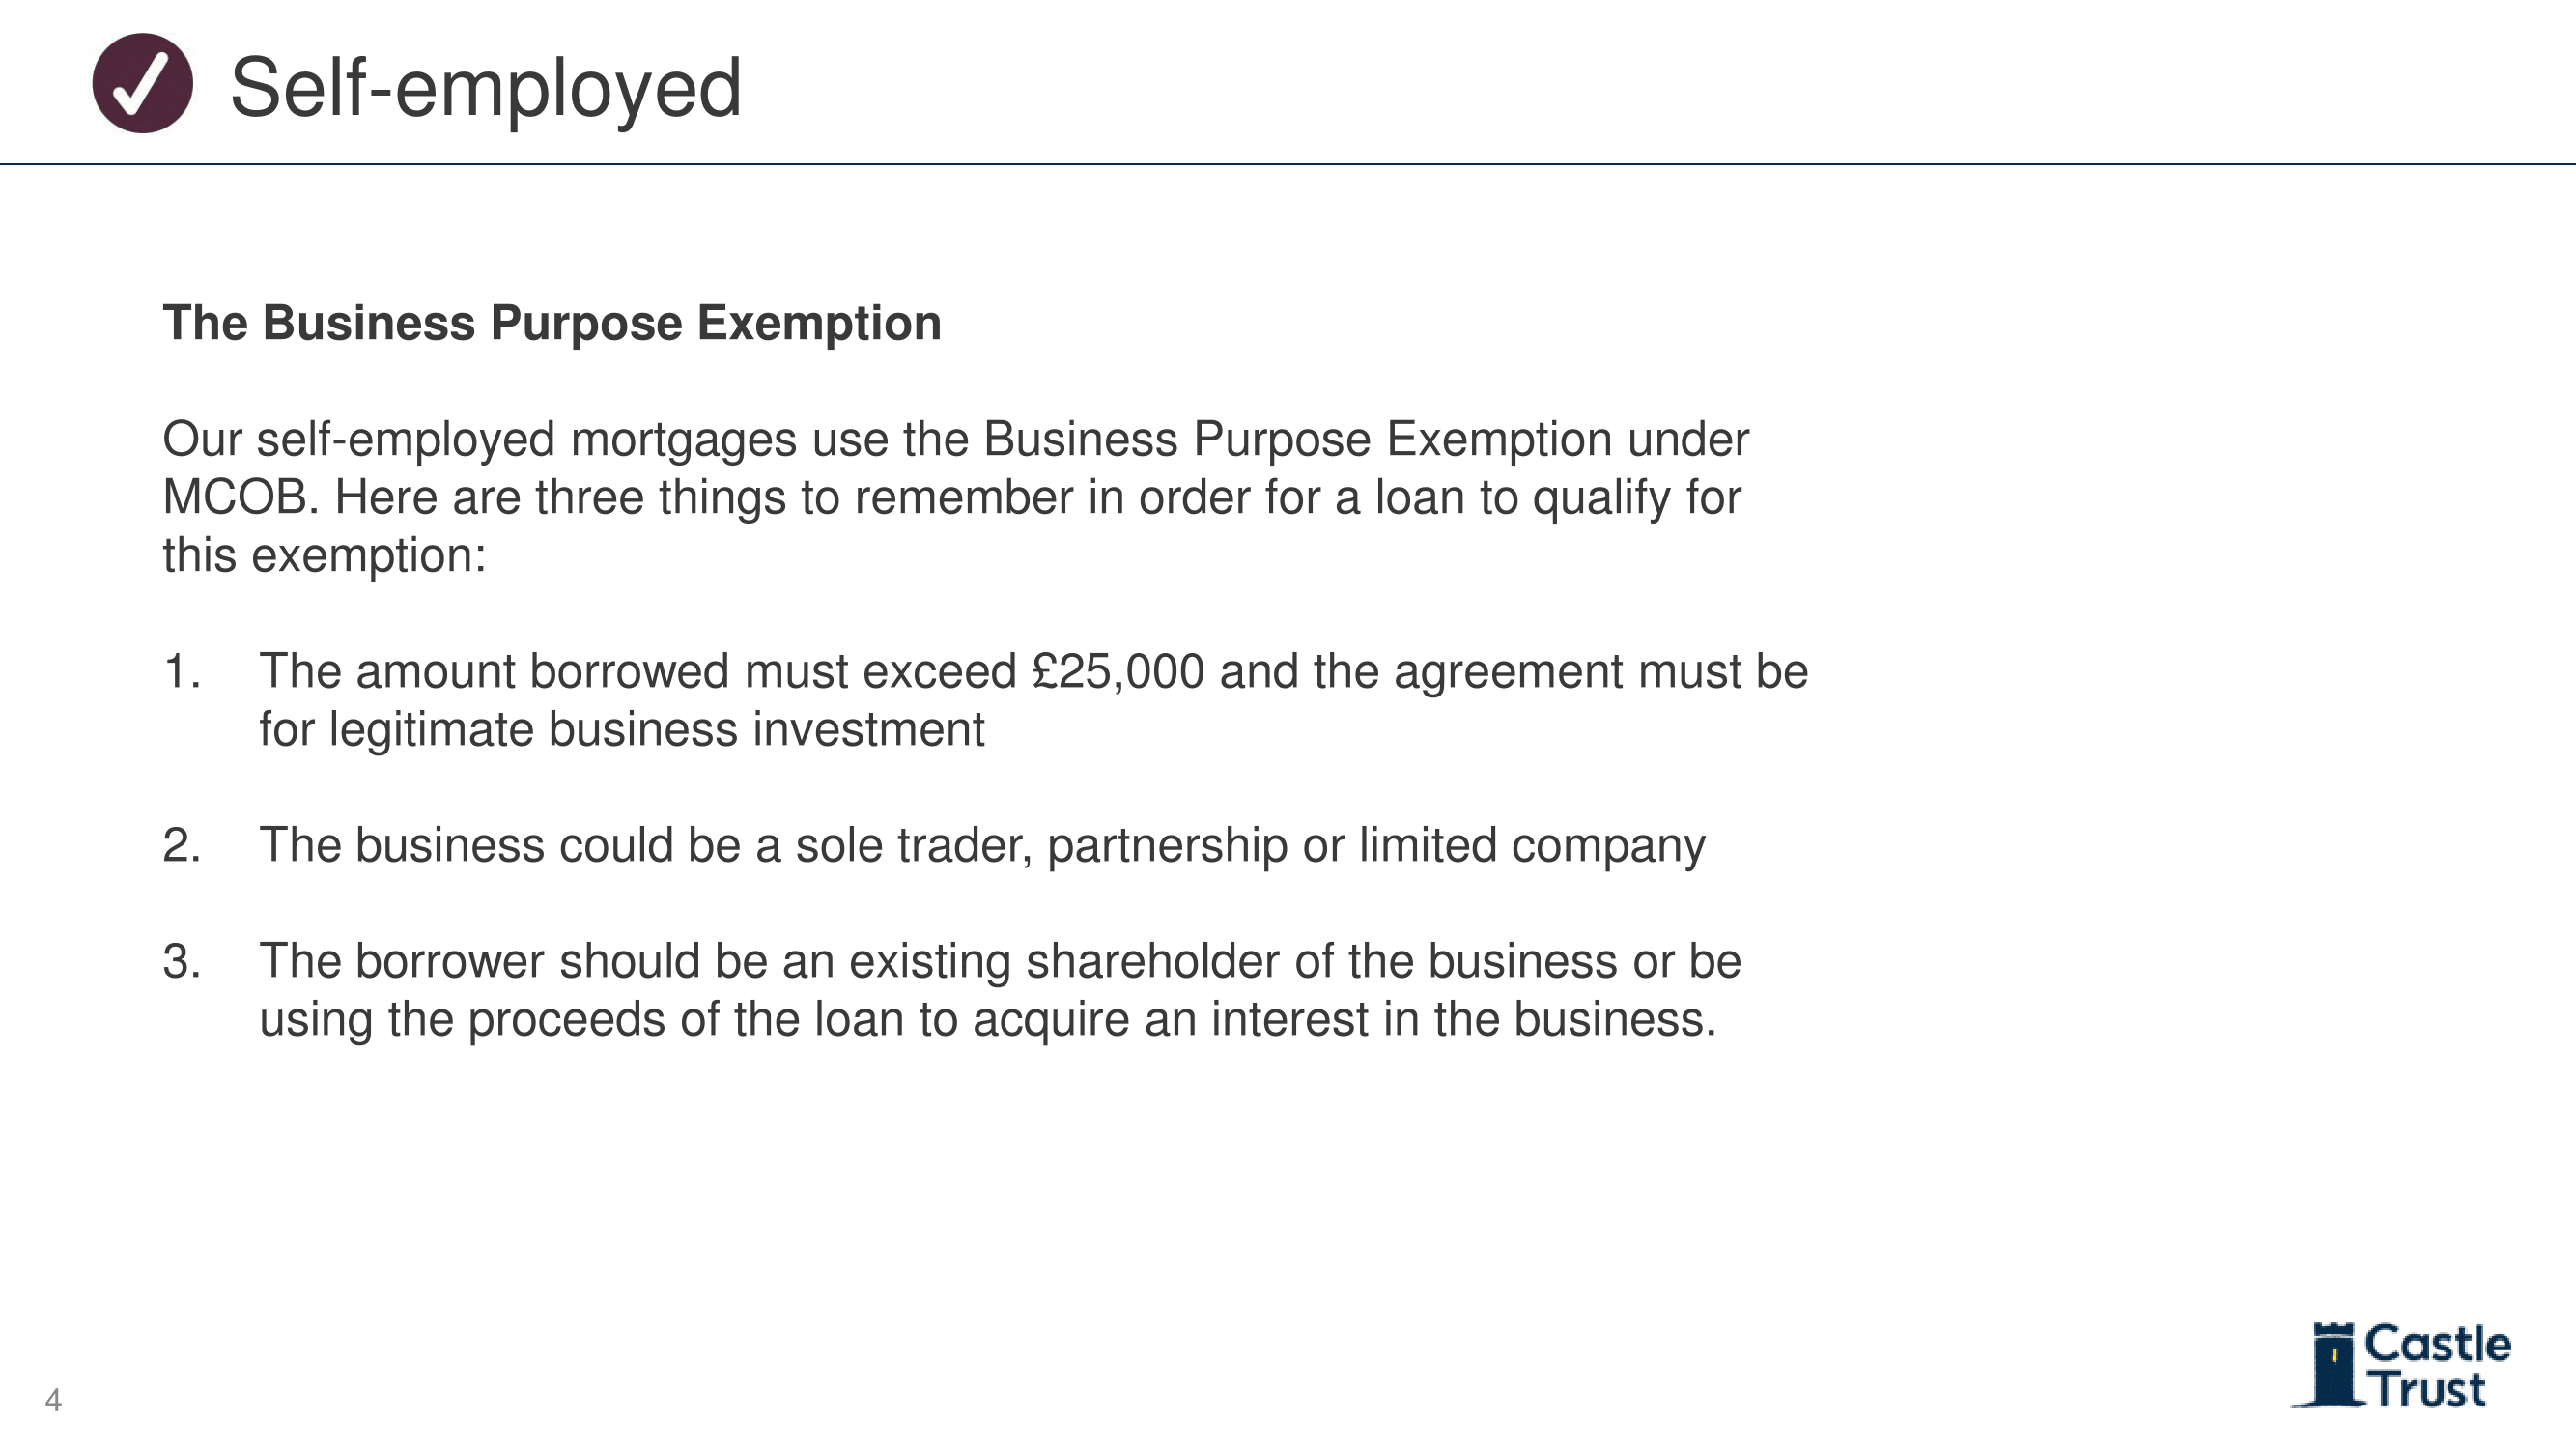 Self-employed
The Business Purpose Exemption
Our self-employed mortgages use the Business Purpose Exemption under
MCOB. Here are three things to remember in order for a loan to qualify for
this exemption:
1. The amount borrowed must exceed £25,000 and the agreement must be
for legitimate business investment
2. The business could be a sole trader, partnership or limited company
3. The borrower should be an existing shareholder of the business or be
using the proceeds of the loan to acquire an interest in the business.
4
Castle
Trust